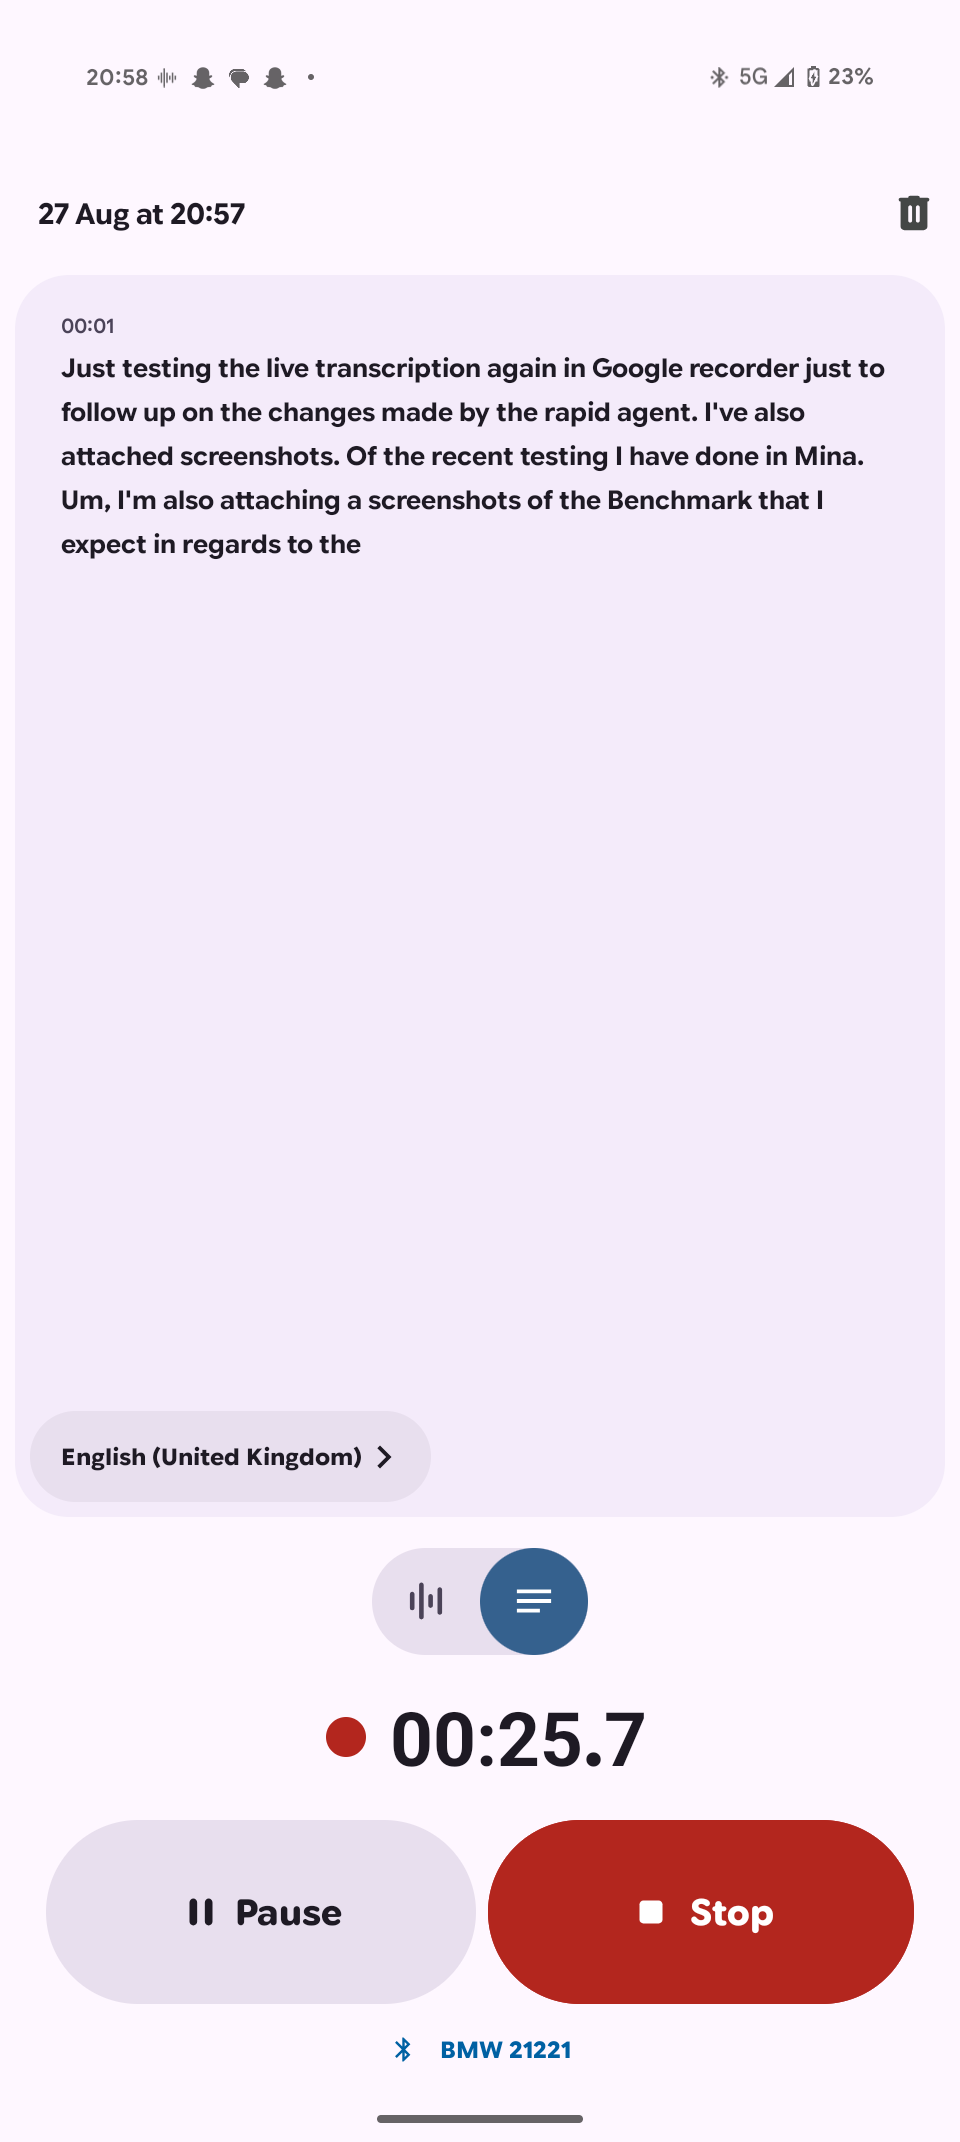 20:58
5G
23%
27 Aug at 20:57
00:01
Just testing the live transcription again in Google recorder just to
follow up on the changes made by the rapid agent. I've also
attached screenshots. Of the recent testing I have done in Mina.
Um, I'm also attaching a screenshots of the Benchmark that I
expect in regards to the
English (United Kingdom)
00:25.7
Pause
Stop
BMW 21221